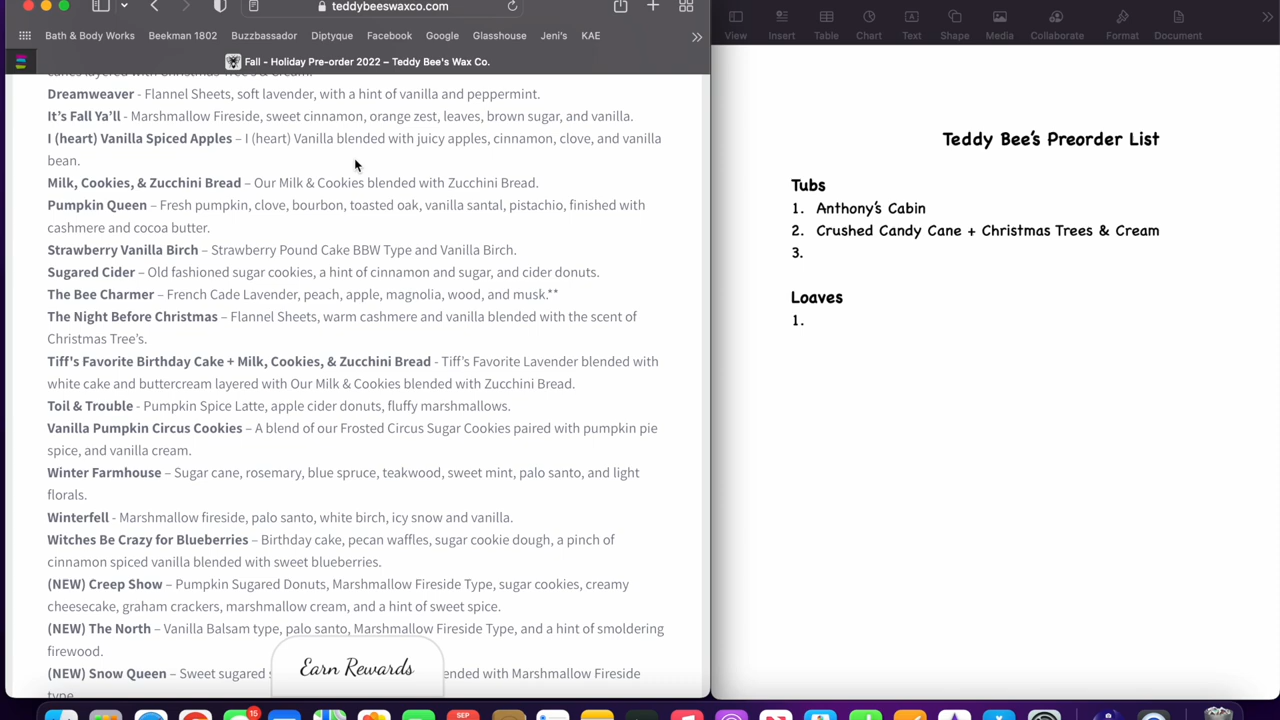 teddybeeswaxco.com
Bath & Body Works Beekman 1802 Buzzbassador Diptyque Facebook Google Glasshouse Jeni's KAE
Fall - Holiday Pre-order 2022 – Teddy Bee's Wax Co.
cakes layered with Christmas Tree's & Cream.
Dreamweaver - Flannel Sheets, soft lavender, with a hint of vanilla and peppermint.
It's Fall Ya'll - Marshmallow Fireside, sweet cinnamon, orange zest, leaves, brown sugar, and vanilla.
I (heart) Vanilla Spiced Apples – I (heart) Vanilla blended with juicy apples, cinnamon, clove, and vanilla
bean.
Milk, Cookies, & Zucchini Bread – Our Milk & Cookies blended with Zucchini Bread.
Pumpkin Queen – Fresh pumpkin, clove, bourbon, toasted oak, vanilla santal, pistachio, finished with
cashmere and cocoa butter.
Strawberry Vanilla Birch – Strawberry Pound Cake BBW Type and Vanilla Birch.
Sugared Cider – Old fashioned sugar cookies, a hint of cinnamon and sugar, and cider donuts.
The Bee Charmer – French Cade Lavender, peach, apple, magnolia, wood, and musk.**
The Night Before Christmas – Flannel Sheets, warm cashmere and vanilla blended with the scent of
Christmas Tree's.
Tiff's Favorite Birthday Cake + Milk, Cookies, & Zucchini Bread - Tiff's Favorite Lavender blended with
white cake and buttercream layered with Our Milk & Cookies blended with Zucchini Bread.
Toil & Trouble - Pumpkin Spice Latte, apple cider donuts, fluffy marshmallows.
Vanilla Pumpkin Circus Cookies – A blend of our Frosted Circus Sugar Cookies paired with pumpkin pie
spice, and vanilla cream.
Winter Farmhouse – Sugar cane, rosemary, blue spruce, teakwood, sweet mint, palo santo, and light
florals.
Winterfell - Marshmallow fireside, palo santo, white birch, icy snow and vanilla.
Witches Be Crazy for Blueberries – Birthday cake, pecan waffles, sugar cookie dough, a pinch of
cinnamon spiced vanilla blended with sweet blueberries.
(NEW) Creep Show – Pumpkin Sugared Donuts, Marshmallow Fireside Type, sugar cookies, creamy
cheesecake, graham crackers, marshmallow cream, and a hint of sweet spice.
(NEW) The North – Vanilla Balsam type, palo santo, Marshmallow Fireside Type, and a hint of smoldering
firewood.
(NEW) Snow Queen – Sweet sugared ended with Marshmallow Fireside
type
Earn Rewards
View Insert Table Chart Text Shape Media Collaborate Format Document
Teddy Bee's Preorder List
Tubs
1. Anthony's Cabin
2. Crushed Candy Cane + Christmas Trees & Cream
3.
Loaves
1.
15
SEP